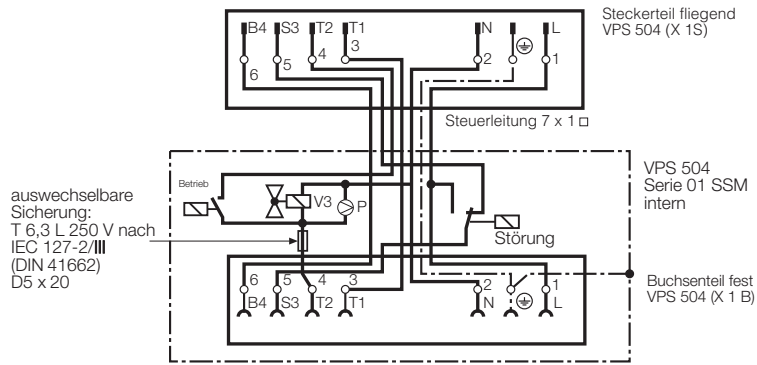 Steckerteil fliegend
VPS 504 (X 1S)
B4 S3 T2 T1 N L
6 5 4 3 2 1
Steuerleitung 7 x 1 □
VPS 504
Serie 01 SSM
intern
Betrieb
V3
P
Störung
auswechselbare
Sicherung:
T 6,3 L 250 V nach
IEC 127-2/III
(DIN 41662)
D5 x 20
6 5 4 3 2 1
B4 S3 T2 T1 N L
Buchsenteil fest
VPS 504 (X 1 B)